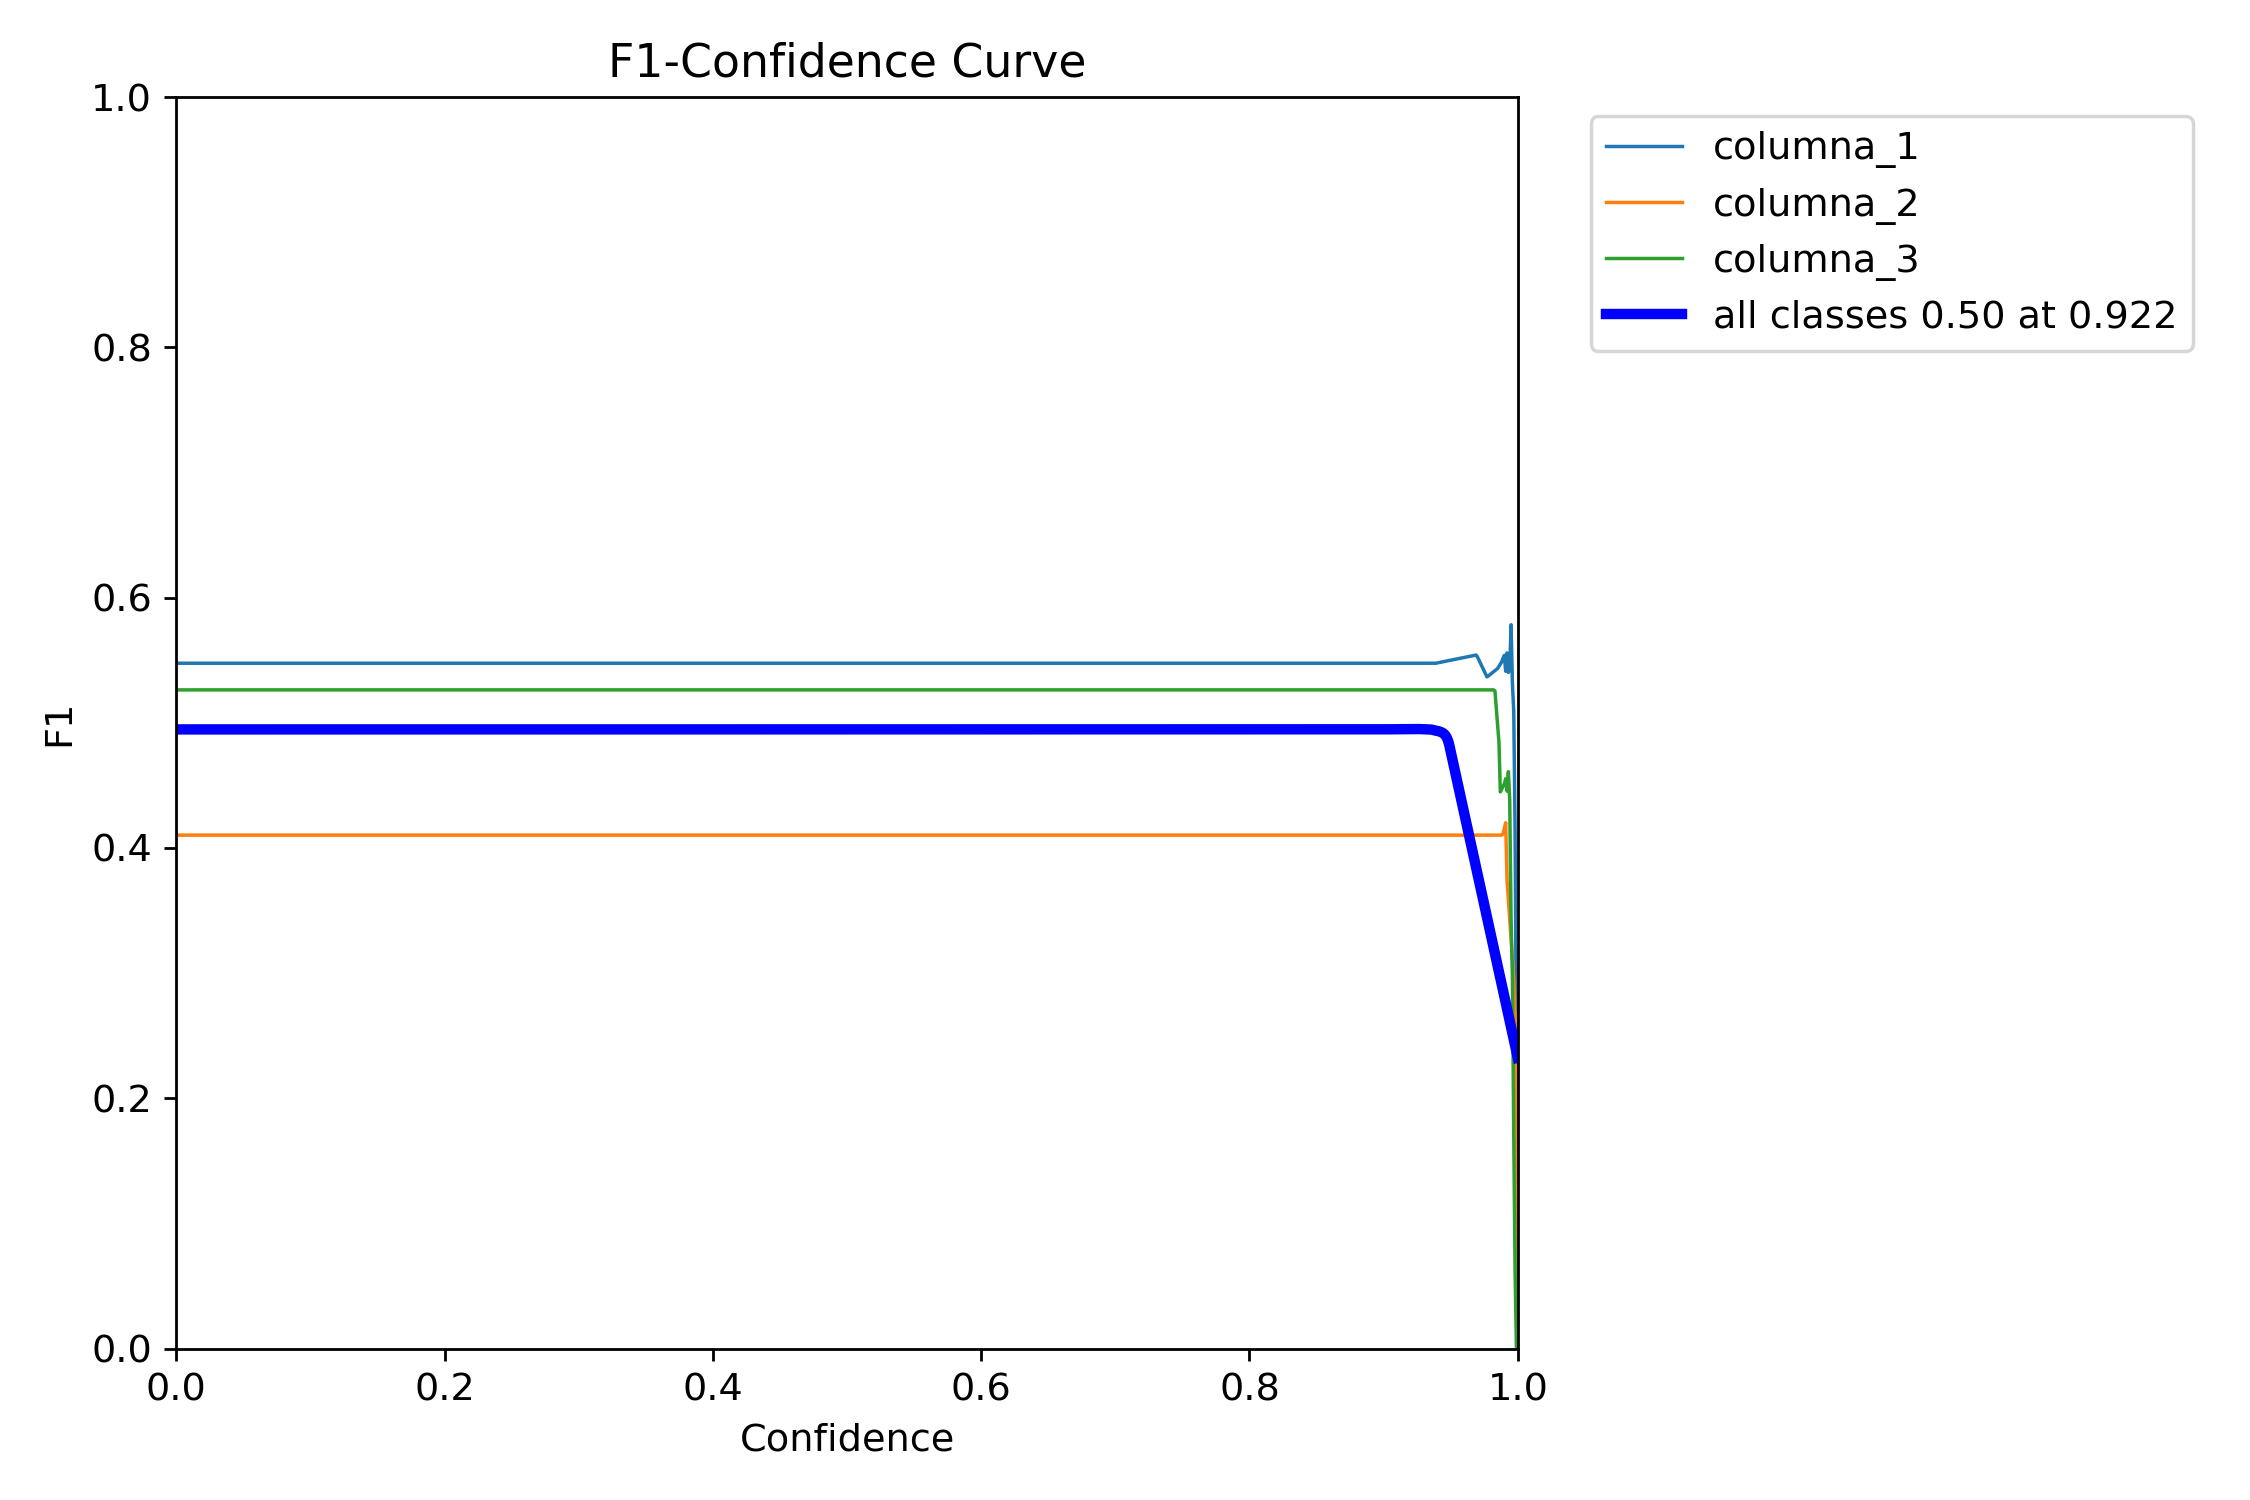 F1-Confidence Curve
1.0
0.8
0.6
0.4
0.2
0.0
F1
0.0 0.2 0.4 0.6 0.8 1.0
Confidence
columna_1
columna_2
columna_3
all classes 0.50 at 0.922